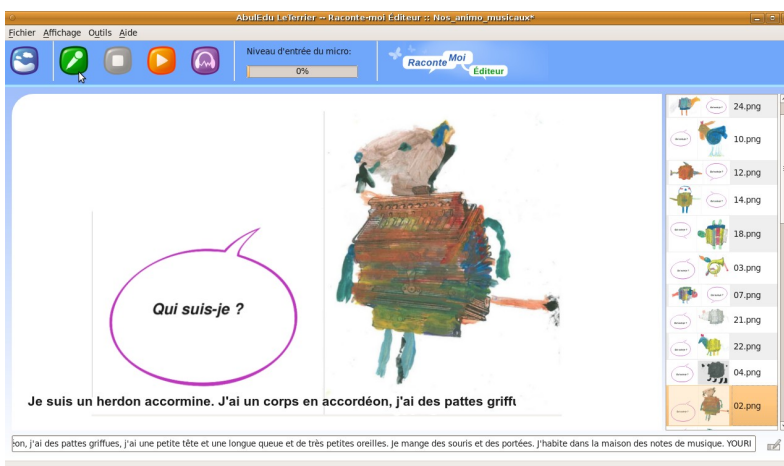 AbulEdu LeTerrier -- Raconte-moi Éditeur :: Nos_animo_musicaux*
Fichier Affichage Outils Aide
Niveau d'entrée du micro:
0%
Raconte Moi
Éditeur
Qui suis-je ?
Je suis un herdon accormine. J'ai un corps en accordéon, j'ai des pattes griffu
24.png
10.png
12.png
14.png
18.png
03.png
07.png
21.png
22.png
04.png
02.png
on, j'ai des pattes griffues, j'ai une petite tête et une longue queue et de très petites oreilles. Je mange des souris et des portées. J'habite dans la maison des notes de musique. YOURI